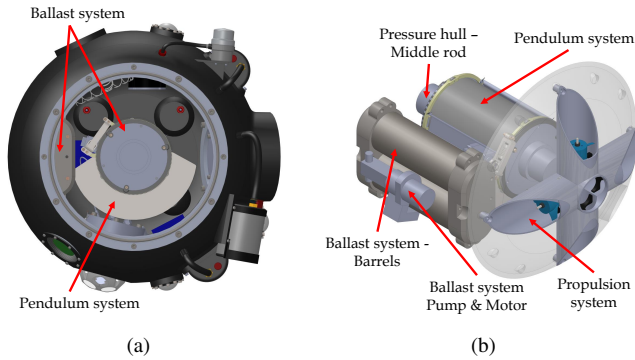 Ballast system
Pendulum system
(a)
Pressure hull –
Middle rod
Pendulum system
Ballast system -
Barrels
Ballast system
Pump & Motor
Propulsion
system
(b)